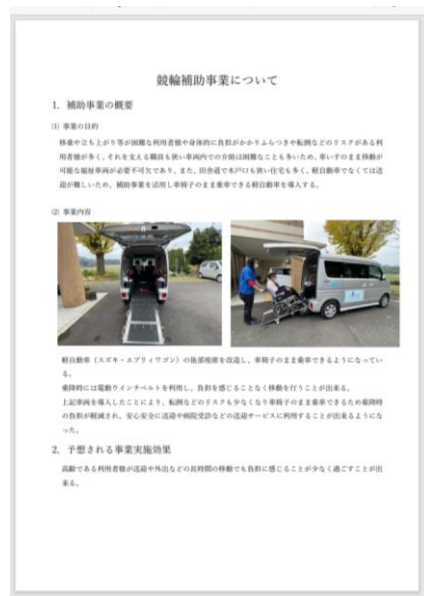 競輪補助事業について
1. 補助事業の概要
(1) 事業の目的
移乗や立ち上がり等が困難な利用者様や身体的に負担がかかりふらつきや転倒などのリスクがある利
用者様が多く、それを支える職員も狭い車両内での介助は困難なことも多いため、車いすのまま移動が
可能な福祉車両が必要不可欠であり、また、田舎道で木戸口も狭い住宅も多く、軽自動車でなくては送
迎が難しいため、補助事業を活用し車椅子のまま乗車できる軽自動車を導入する。
(2) 事業内容
軽自動車（スズキ・エブリィワゴン）の後部座席を改造し、車椅子のまま乗車できるようになってい
る。
乗降時には電動ウインチベルトを利用し、負担を感じることなく移動を行うことが出来る。
上記車両を導入したことにより、転倒などのリスクも少なくなり車椅子のまま乗車できるため乗降時
の負担が軽減され、安心安全に送迎や病院受診などの送迎サービスに利用することが出来るようにな
った。
2. 予想される事業実施効果
高齢である利用者様が送迎や外出などの長時間の移動でも負担に感じることが少なく過ごすことが出
来る。